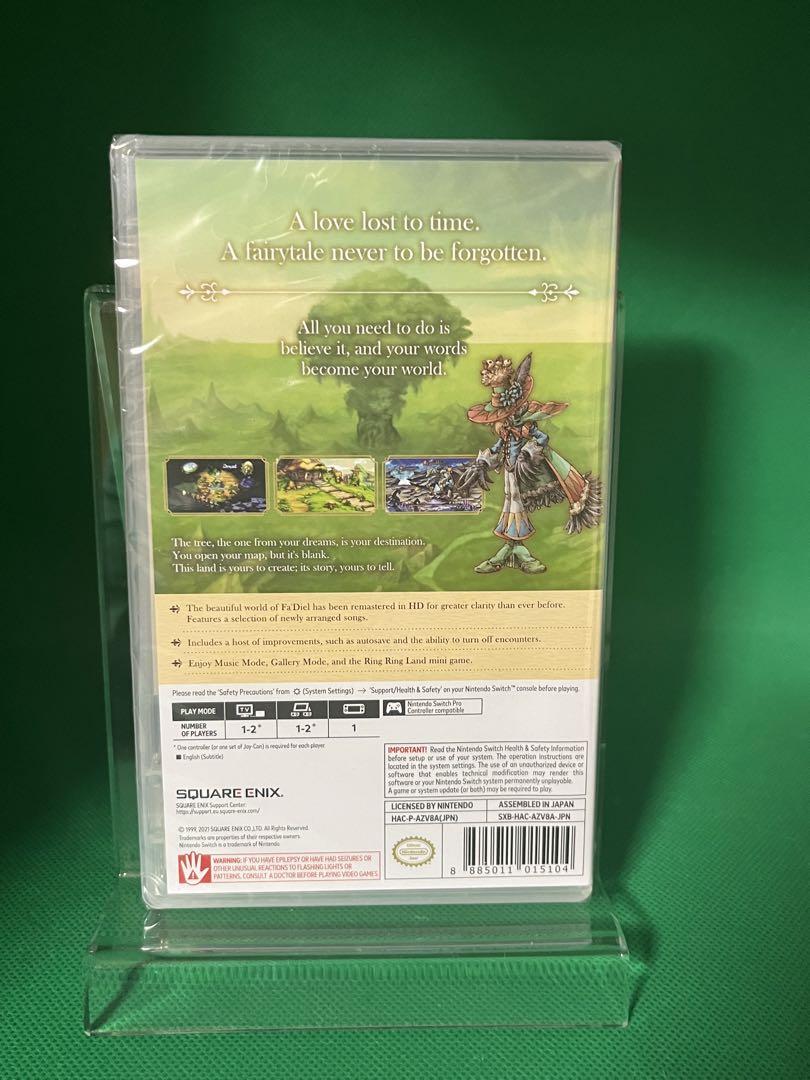 A love lost to time.
A fairytale never to be forgotten.
All you need to do is
believe it, and your words
become your world.
The tree, the one from your dreams, is your destination.
You open your map, but it's blank.
This land is yours to create; its story, yours to tell.
The beautiful world of Fa'Diel has been remastered in HD for greater clarity than ever before.
Features a selection of newly arranged songs.
Includes a host of improvements, such as autosave and the ability to turn off encounters.
Enjoy Music Mode, Gallery Mode, and the Ring Ring Land mini game.
Please read the 'Safety Precautions' from (System Settings) → 'Support/Health & Safety' on your Nintendo Switch™ console before playing.
PLAY MODE TV
Nintendo Switch Pro
Controller compatible
NUMBER
OF PLAYERS 1-2* 1-2* 1
* One controller (or one set of Joy-Con) is required for each player.
■ English (Subtitle)
IMPORTANT! Read the Nintendo Switch Health & Safety Information
before setup or use of your system. The operation instructions are
located in the system settings. The use of an unauthorized device or
software that enables technical modification may render this
or your Nintendo Switch system permanently unplayable.
A game or system update (or both) may be required to play.
SQUARE ENIX.
SQUARE ENIX Support Center:
https://support.eu.square-enix.com/
LICENSED BY NINTENDO ASSEMBLED IN JAPAN
HAC-P-AZV8A(JPN) SXB-HAC-AZV8A-JPN
© 1999, 2021 SQUARE ENIX CO.,LTD. All Rights Reserved.
Trademarks are properties of their respective owners.
Nintendo Switch is a trademark of Nintendo.
WARNING: IF YOU HAVE EPILEPSY OR HAVE HAD SEIZURES OR
OTHER UNUSUAL REACTIONS TO FLASHING LIGHTS OR
PATTERNS, CONSULT A DOCTOR BEFORE PLAYING VIDEO GAMES.
Nintendo
8 885011 015104